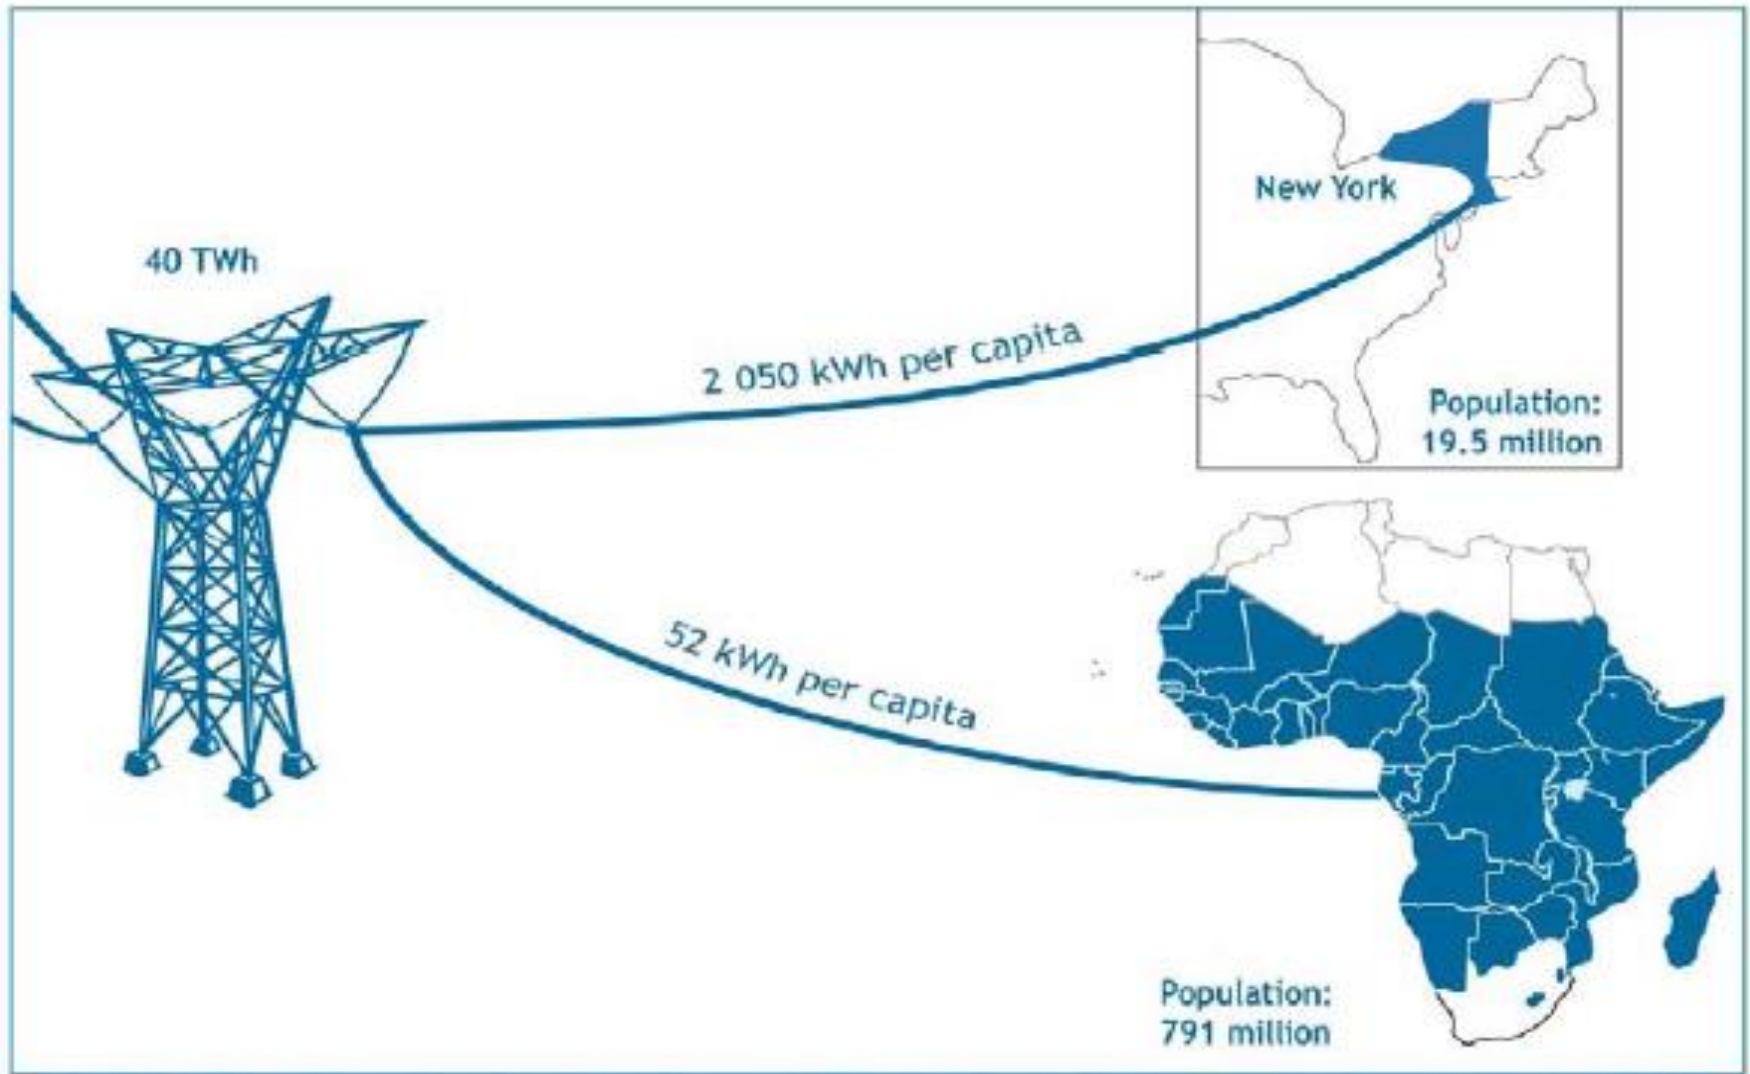 40 TWh
2 050 kWh per capita
New York
Population:
19.5 million
52 kWh per capita
Population:
791 million